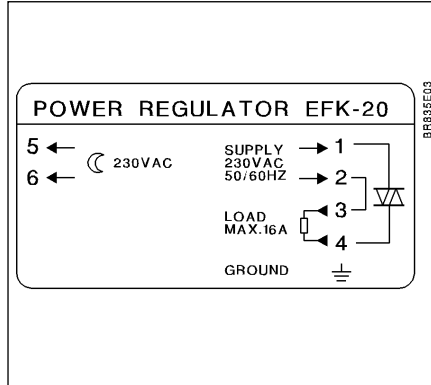 POWER REGULATOR EFK-20
5
6
230VAC
SUPPLY
230VAC
50/60HZ
1
2
LOAD
MAX.16A
3
4
GROUND
BR835E03